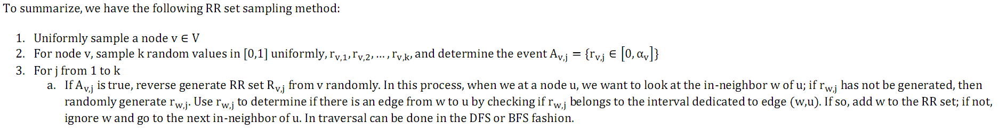 To summarize, we have the following RR set sampling method:
1. Uniformly sample a node v ∈ V
2. For node v, sample k random values in [0,1] uniformly, r_{v,1}, r_{v,2}, … , r_{v,k}, and determine the event A_{v,j} = {r_{v,j} ∈ [0, α_v]}
3. For j from 1 to k
a. If A_{v,j} is true, reverse generate RR set R_{v,j} from v randomly. In this process, when we at a node u, we want to look at the in-neighbor w of u; if r_{w,j} has not be generated, then
randomly generate r_{w,j}. Use r_{w,j} to determine if there is an edge from w to u by checking if r_{w,j} belongs to the interval dedicated to edge (w,u). If so, add w to the RR set; if not,
ignore w and go to the next in-neighbor of u. In traversal can be done in the DFS or BFS fashion.